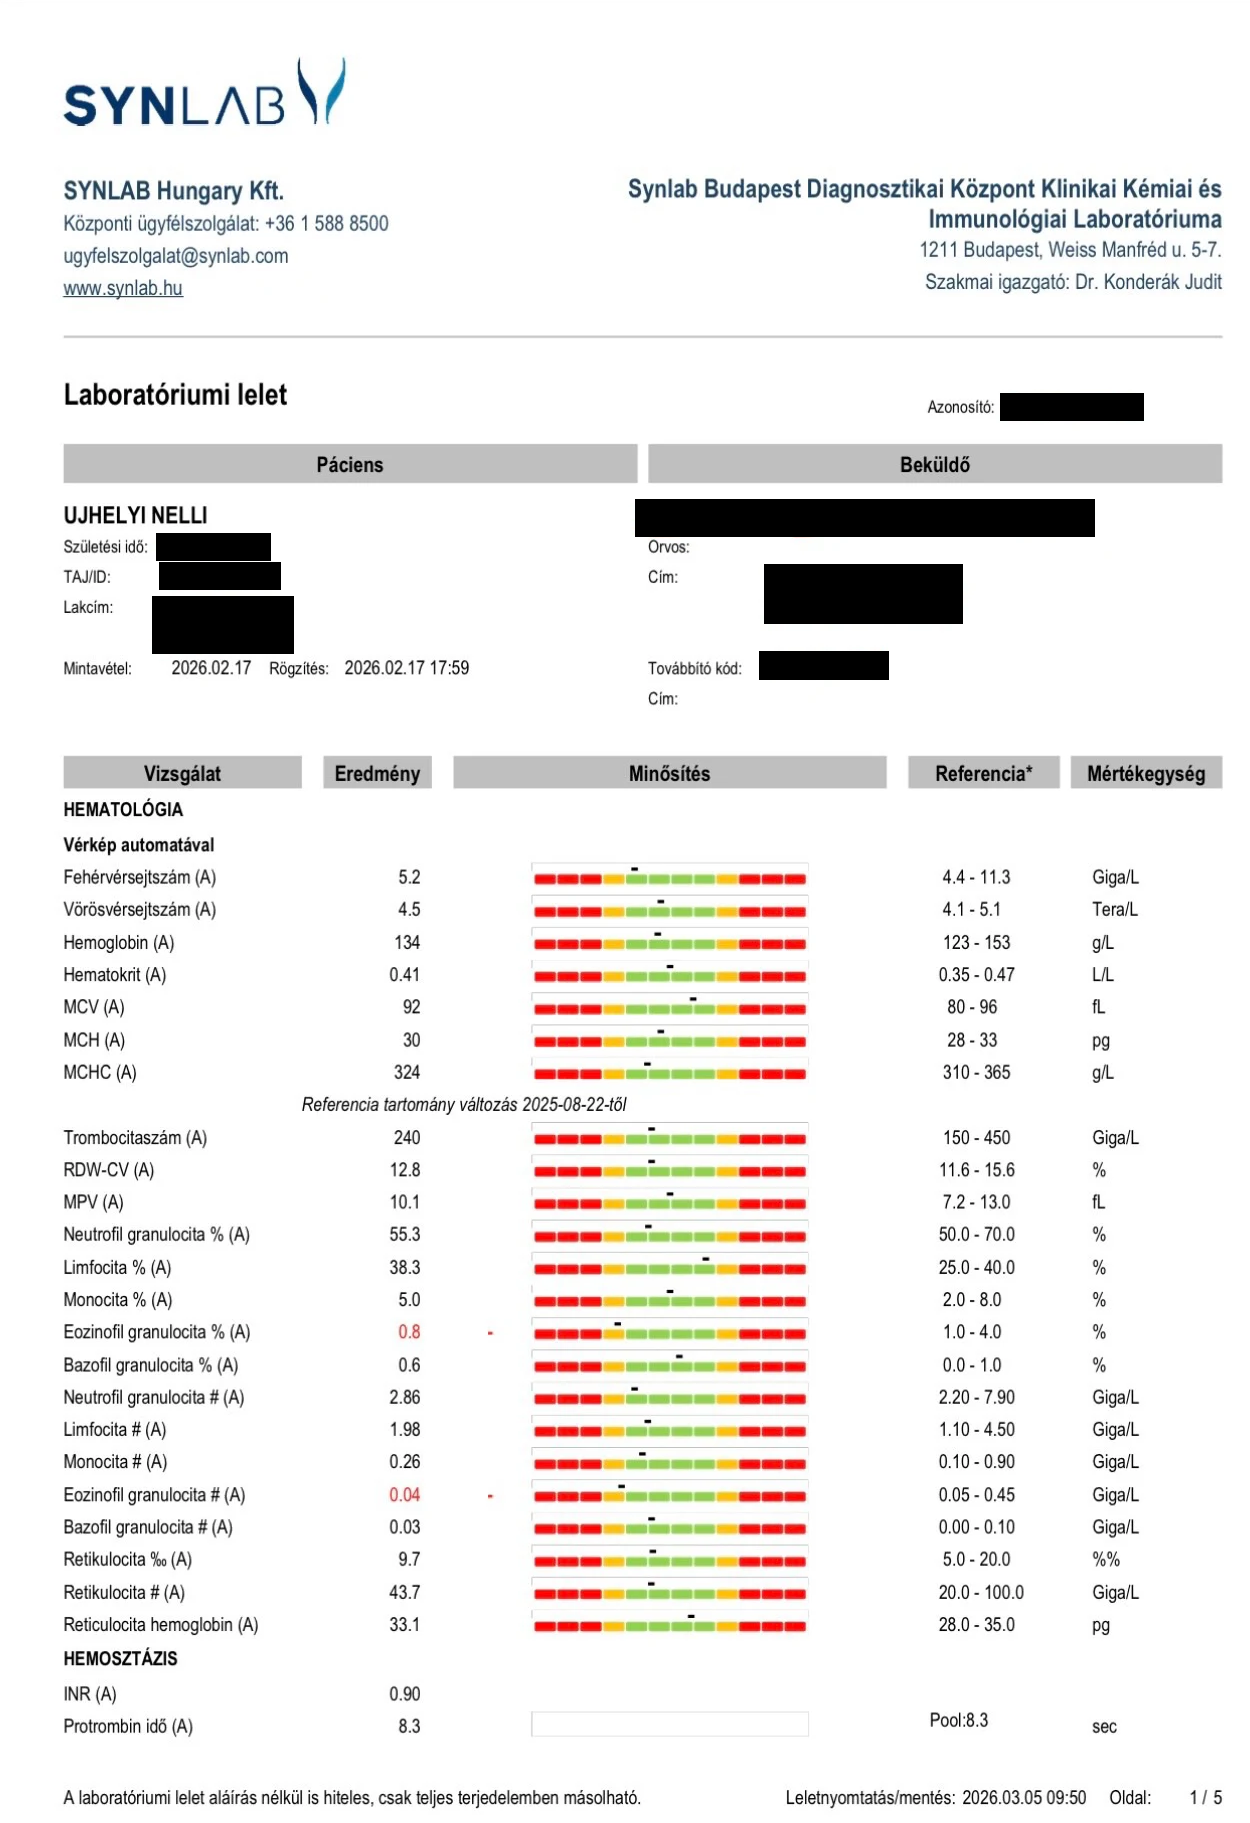 SYNLAB
SYNLAB Hungary Kft.
Központi ügyfélszolgálat: +36 1 588 8500
ugyfelszolgalat@synlab.com
www.synlab.hu
Synlab Budapest Diagnosztikai Központ Klinikai Kémiai és
Immunológiai Laboratóriuma
1211 Budapest, Weiss Manfréd u. 5-7.
Szakmai igazgató: Dr. Konderák Judit
Laboratóriumi lelet
Azonosító:
Páciens Beküldő
UJHELYI NELLI
Születési idő:
TAJ/ID:
Lakcím:
Mintavétel: 2026.02.17 Rögzítés: 2026.02.17 17:59
Orvos:
Cím:
Továbbító kód:
Cím:
Vizsgálat Eredmény Minősítés Referencia* Mértékegység
HEMATOLÓGIA
Vérkép automatával
Fehérvérsejtszám (A) 5.2 4.4 - 11.3 Giga/L
Vörösvérsejtszám (A) 4.5 4.1 - 5.1 Tera/L
Hemoglobin (A) 134 123 - 153 g/L
Hematokrit (A) 0.41 0.35 - 0.47 L/L
MCV (A) 92 80 - 96 fL
MCH (A) 30 28 - 33 pg
MCHC (A) 324 310 - 365 g/L
Referencia tartomány változás 2025-08-22-től
Trombocitaszám (A) 240 150 - 450 Giga/L
RDW-CV (A) 12.8 11.6 - 15.6 %
MPV (A) 10.1 7.2 - 13.0 fL
Neutrofil granulocita % (A) 55.3 50.0 - 70.0 %
Limfocita % (A) 38.3 25.0 - 40.0 %
Monocita % (A) 5.0 2.0 - 8.0 %
Eozinofil granulocita % (A) 0.8 - 1.0 - 4.0 %
Bazofil granulocita % (A) 0.6 0.0 - 1.0 %
Neutrofil granulocita # (A) 2.86 2.20 - 7.90 Giga/L
Limfocita # (A) 1.98 1.10 - 4.50 Giga/L
Monocita # (A) 0.26 0.10 - 0.90 Giga/L
Eozinofil granulocita # (A) 0.04 - 0.05 - 0.45 Giga/L
Bazofil granulocita # (A) 0.03 0.00 - 0.10 Giga/L
Retikulocita ‰ (A) 9.7 5.0 - 20.0 %%
Retikulocita # (A) 43.7 20.0 - 100.0 Giga/L
Reticulocita hemoglobin (A) 33.1 28.0 - 35.0 pg
HEMOSZTÁZIS
INR (A) 0.90
Protrombin idő (A) 8.3 Pool:8.3 sec
A laboratóriumi lelet aláírás nélkül is hiteles, csak teljes terjedelemben másolható. Leletnyomtatás/mentés: 2026.03.05 09:50 Oldal: 1 / 5